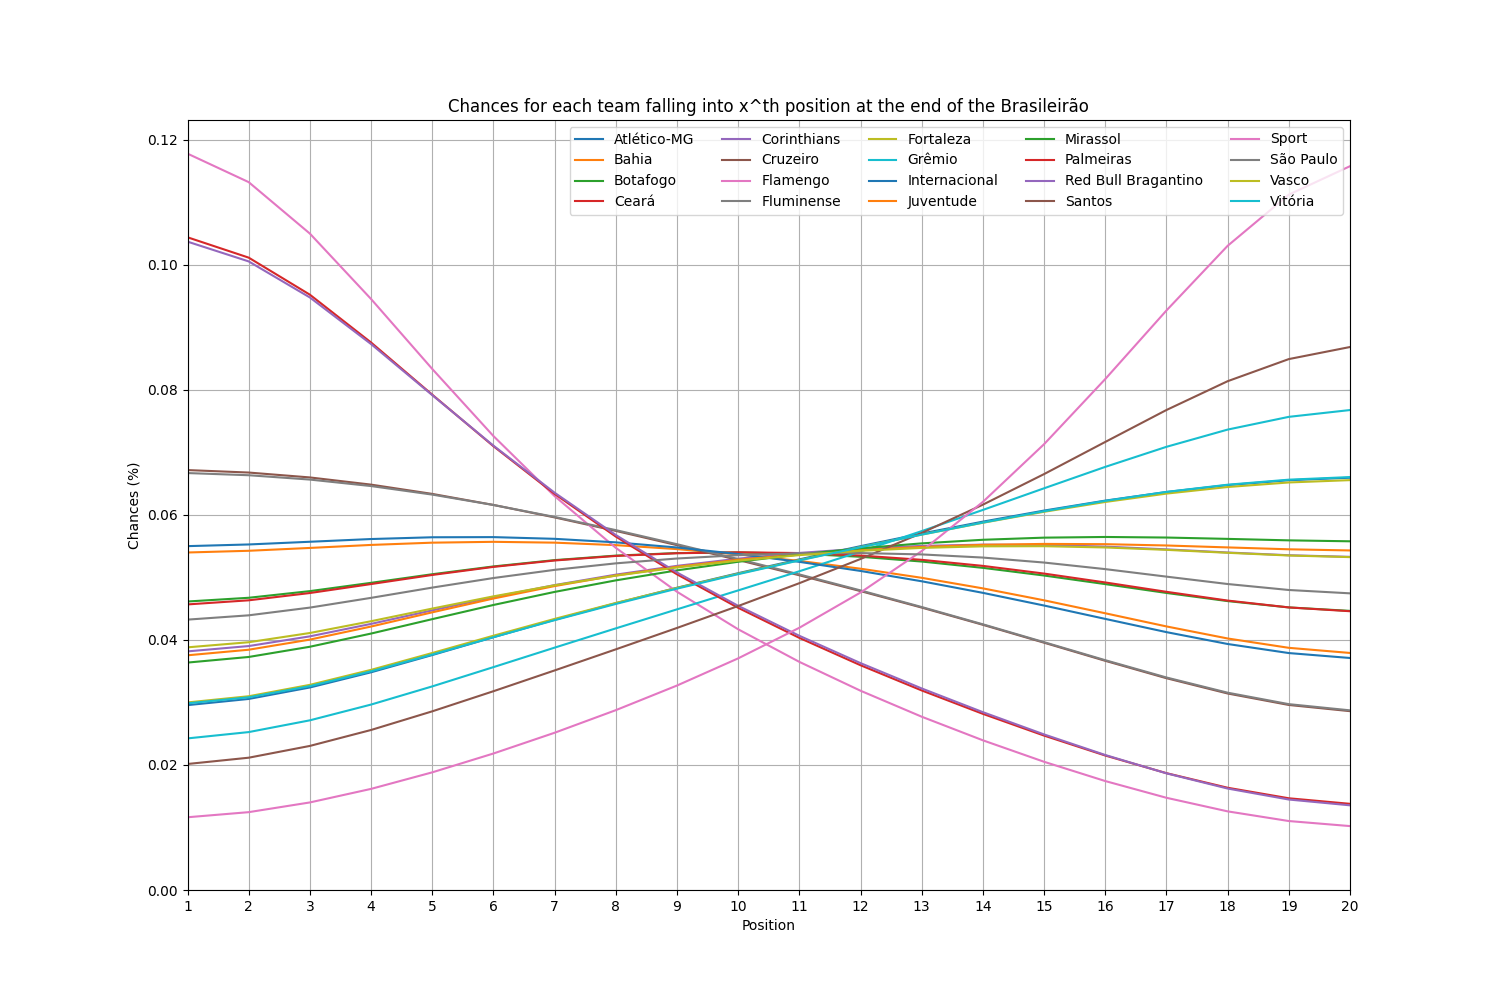 Chances for each team falling into x^th position at the end of the Brasileirão
Atlético-MG
Bahia
Botafogo
Ceará
Corinthians
Cruzeiro
Flamengo
Fluminense
Fortaleza
Grêmio
Internacional
Juventude
Mirassol
Palmeiras
Red Bull Bragantino
Santos
Sport
São Paulo
Vasco
Vitória
Chances (%)
0.12
0.10
0.08
0.06
0.04
0.02
0.00
1 2 3 4 5 6 7 8 9 10 11 12 13 14 15 16 17 18 19 20
Position